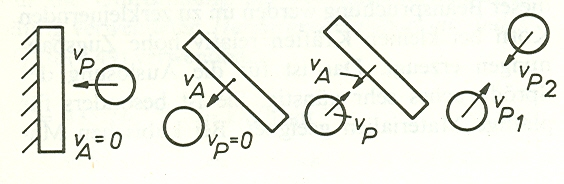 v_P
v_A = 0
v_A
v_P = 0
v_A
v_P
v_P2
v_P1